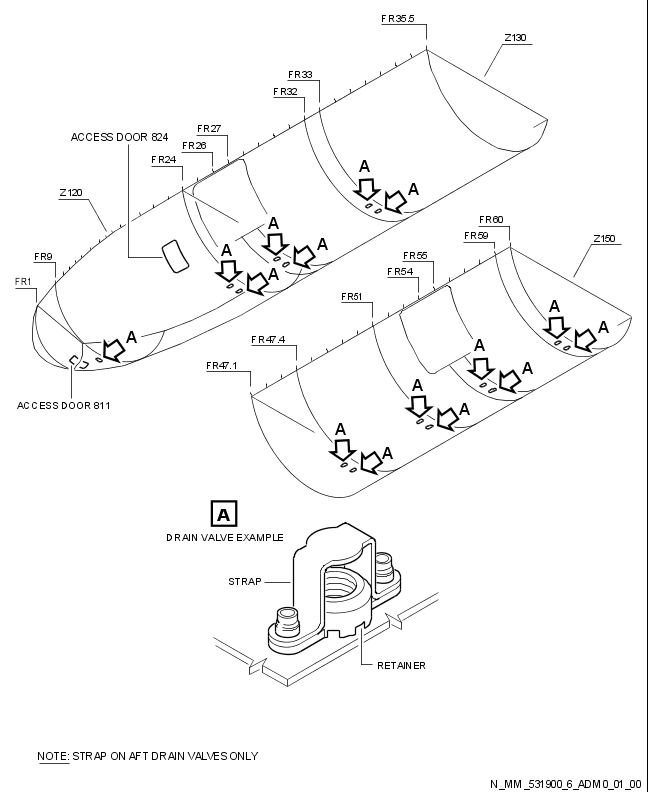 FR35.5
Z130
FR33
FR32
FR27
ACCESS DOOR 824
FR26
FR24
A
A
Z120
A
A
FR60
FR59
Z150
FR9
A
A
FR55
FR54
FR1
FR51
A
A
A
FR47.4
A
A
FR47.1
A
A
ACCESS DOOR 811
A
A
A
DRAIN VALVE EXAMPLE
STRAP
RETAINER
NOTE: STRAP ON AFT DRAIN VALVES ONLY
N_MM_531900_6_ADM0_01_00